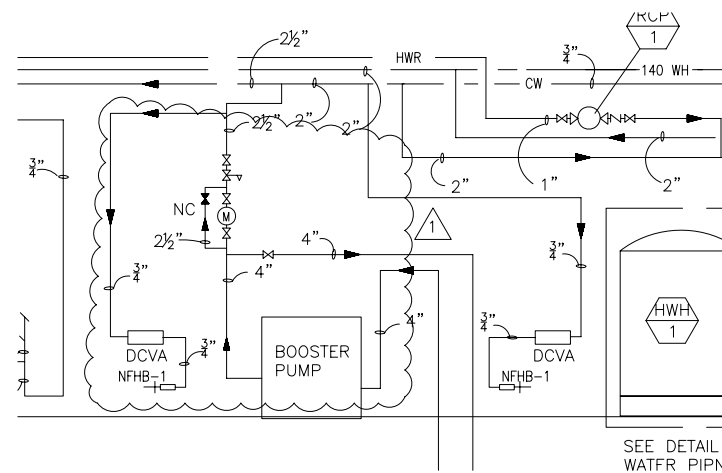 RCP
1
2½"
HWR
¾"
140 WH
CW
2½"
2"
2"
¾"
2"
1"
2"
NC
M
1
2½"
4"
¾"
¾"
4"
4"
¾"
¾"
BOOSTER
PUMP
HWH
1
DCVA
DCVA
NFHB-1
NFHB-1
SEE DETAIL